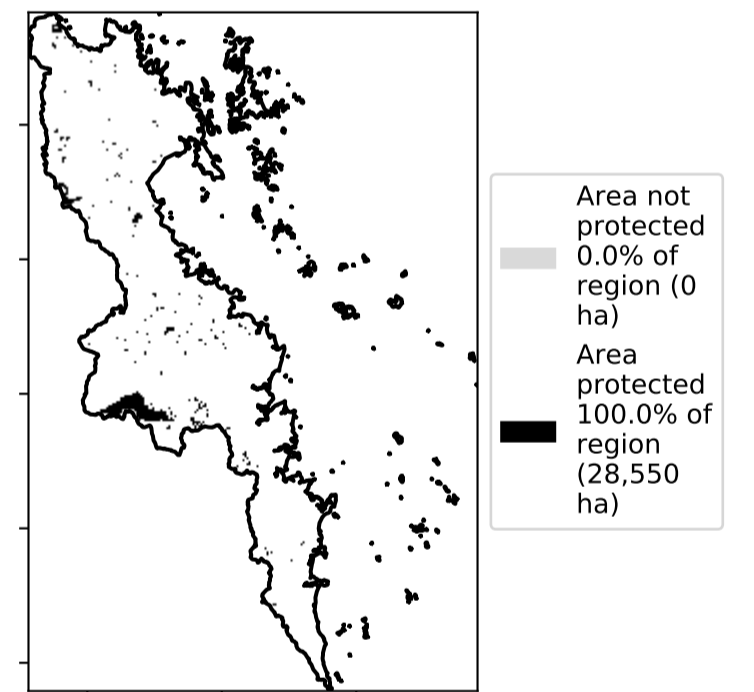 Area not
protected
0.0% of
region (0
ha)
Area
protected
100.0% of
region
(28,550
ha)